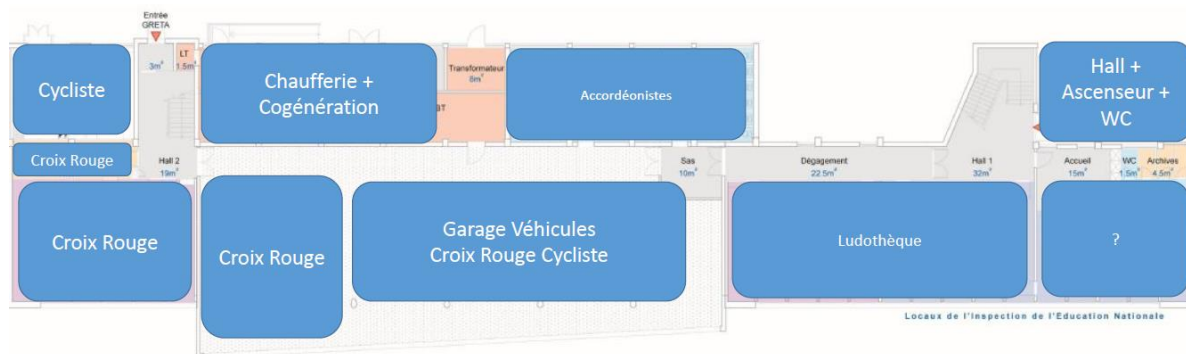 Entrée
GRETA
LT
3m²
1.5m²
Cycliste
Chaufferie +
Cogénération
Transformateur
8m²
BT
Accordéonistes
Hall +
Ascenseur +
WC
Croix Rouge
Hall 2
19m²
Sas
10m²
Dégagement
22.5m²
Hall 1
32m²
Accueil
15m²
WC
1.5m²
Archives
4.5m²
Croix Rouge
Croix Rouge
Garage Véhicules
Croix Rouge Cycliste
Ludothèque
?
Locaux de l'Inspection de l'Education Nationale